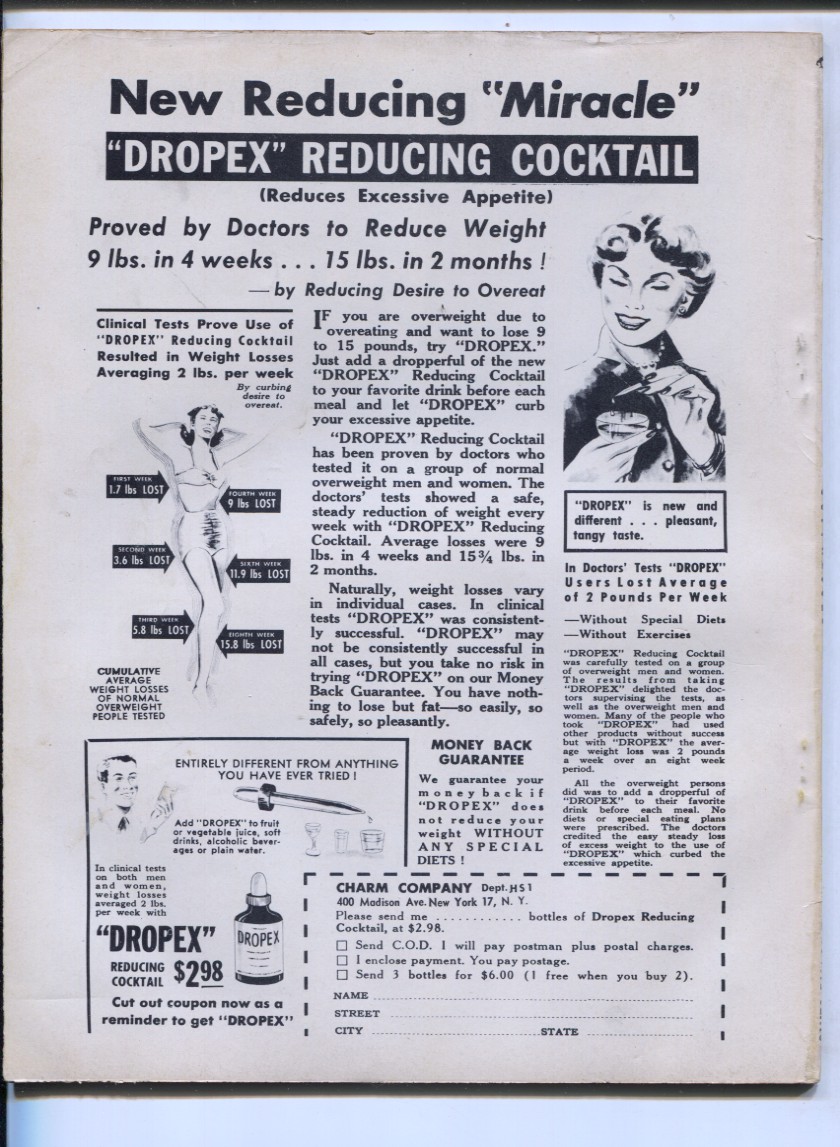 New Reducing "Miracle"
"DROPEX" REDUCING COCKTAIL
(Reduces Excessive Appetite)
Proved by Doctors to Reduce Weight
9 lbs. in 4 weeks . . . 15 lbs. in 2 months !
— by Reducing Desire to Overeat
Clinical Tests Prove Use of
"DROPEX" Reducing Cocktail
Resulted in Weight Losses
Averaging 2 lbs. per week
By curbing
desire to
overeat.
FIRST WEEK
1.7 lbs LOST
FOURTH WEEK
9 lbs LOST
SECOND WEEK
3.6 lbs LOST
SIXTH WEEK
11.9 lbs LOST
THIRD WEEK
5.8 lbs LOST
EIGHTH WEEK
15.8 lbs LOST
CUMULATIVE
AVERAGE
WEIGHT LOSSES
OF NORMAL
OVERWEIGHT
PEOPLE TESTED
IF you are overweight due to
overeating and want to lose 9
to 15 pounds, try "DROPEX."
Just add a dropperful of the new
"DROPEX" Reducing Cocktail
to your favorite drink before each
meal and let "DROPEX" curb
your excessive appetite.
"DROPEX" Reducing Cocktail
has been proven by doctors who
tested it on a group of normal
overweight men and women. The
doctors' tests showed a safe,
steady reduction of weight every
week with "DROPEX" Reducing
Cocktail. Average losses were 9
lbs. in 4 weeks and 15¾ lbs. in
2 months.
Naturally, weight losses vary
in individual cases. In clinical
tests "DROPEX" was consistent-
ly successful. "DROPEX" may
not be consistently successful in
all cases, but you take no risk in
trying "DROPEX" on our Money
Back Guarantee. You have noth-
ing to lose but fat—so easily, so
safely, so pleasantly.
"DROPEX" is new and
different . . . pleasant,
tangy taste.
In Doctors' Tests "DROPEX"
Users Lost Average
of 2 Pounds Per Week
—Without Special Diets
—Without Exercises
"DROPEX" Reducing Cocktail
was carefully tested on a group
of overweight men and women.
The results from taking
"DROPEX" delighted the doc-
tors supervising the tests, as
well as the overweight men and
women. Many of the people who
took "DROPEX" had used
other products without success
but with "DROPEX" the aver-
age weight loss was 2 pounds
a week over an eight week
period.
All the overweight persons
did was to add a dropperful of
"DROPEX" to their favorite
drink before each meal. No
diets or special eating plans
were prescribed. The doctors
credited the easy steady loss
of excess weight to the use of
"DROPEX" which curbed the
excessive appetite.
ENTIRELY DIFFERENT FROM ANYTHING
YOU HAVE EVER TRIED !
Add "DROPEX" to fruit
or vegetable juice, soft
drinks, alcoholic bever-
ages or plain water.
In clinical tests
on both men
and women,
weight losses
averaged 2 lbs.
per week with
"DROPEX"
REDUCING
COCKTAIL $2.98
DROPEX
Cut out coupon now as a
reminder to get "DROPEX"
MONEY BACK
GUARANTEE
We guarantee your
money back if
"DROPEX" does
not reduce your
weight WITHOUT
ANY SPECIAL
DIETS !
CHARM COMPANY Dept. HS1
400 Madison Ave. New York 17, N. Y.
Please send me . . . . . . . . . . . . bottles of Dropex Reducing
Cocktail, at $2.98.
☐ Send C.O.D. I will pay postman plus postal charges.
☐ I enclose payment. You pay postage.
☐ Send 3 bottles for $6.00 (1 free when you buy 2).
NAME
STREET
CITY STATE